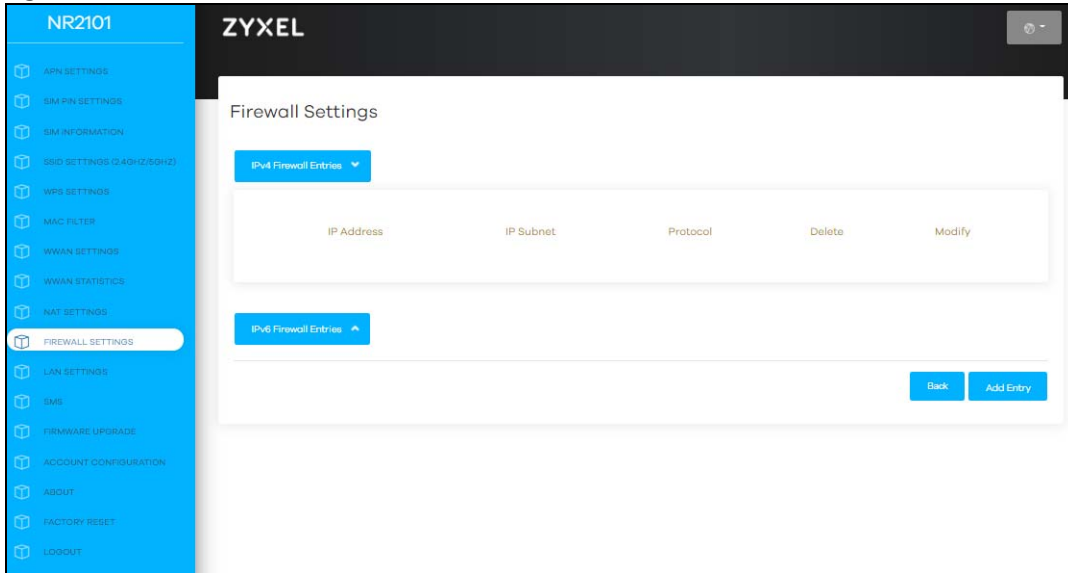 NR2101
ZYXEL
APN SETTINGS
SIM PIN SETTINGS
SIM INFORMATION
SSID SETTINGS (2.4GHZ/5GHZ)
WPS SETTINGS
MAC FILTER
WWAN SETTINGS
WWAN STATISTICS
NAT SETTINGS
FIREWALL SETTINGS
LAN SETTINGS
SMS
FIRMWARE UPGRADE
ACCOUNT CONFIGURATION
ABOUT
FACTORY RESET
LOGOUT
Firewall Settings
IPv4 Firewall Entries
IP Address IP Subnet Protocol Delete Modify
IPv6 Firewall Entries
Back Add Entry